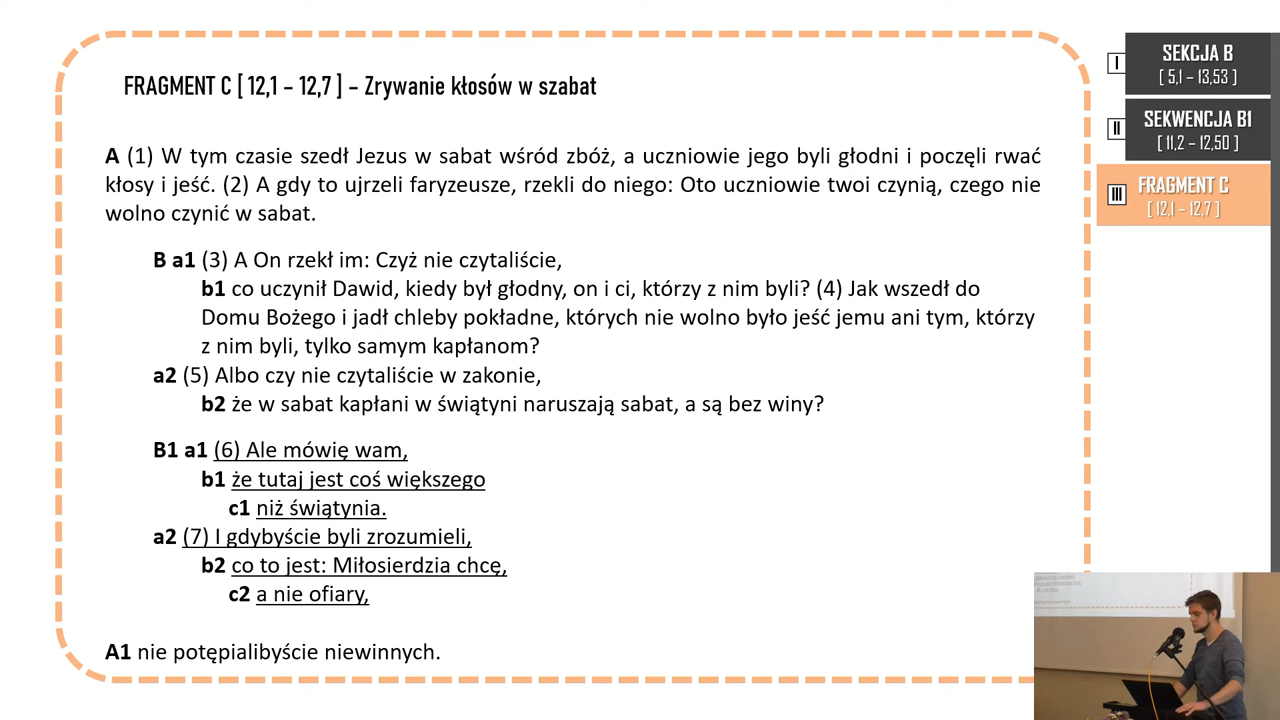 FRAGMENT C [ 12,1 – 12,7 ] – Zrywanie kłosów w szabat
A (1) W tym czasie szedł Jezus w sabat wśród zbóż, a uczniowie jego byli głodni i poczęli rwać
kłosy i jeść. (2) A gdy to ujrzeli faryzeusze, rzekli do niego: Oto uczniowie twoi czynią, czego nie
wolno czynić w sabat.
B a1 (3) A On rzekł im: Czyż nie czytaliście,
b1 co uczynił Dawid, kiedy był głodny, on i ci, którzy z nim byli? (4) Jak wszedł do
Domu Bożego i jadł chleby pokładne, których nie wolno było jeść jemu ani tym, którzy
z nim byli, tylko samym kapłanom?
a2 (5) Albo czy nie czytaliście w zakonie,
b2 że w sabat kapłani w świątyni naruszają sabat, a są bez winy?
B1 a1 (6) Ale mówię wam,
b1 że tutaj jest coś większego
c1 niż świątynia.
a2 (7) I gdybyście byli zrozumieli,
b2 co to jest: Miłosierdzia chcę,
c2 a nie ofiary,
A1 nie potępialibyście niewinnych.
I SEKCJA B
[ 5,1 – 13,53 ]
II SEKWENCJA B1
[ 11,2 – 12,50 ]
III FRAGMENT C
[ 12,1 – 12,7 ]